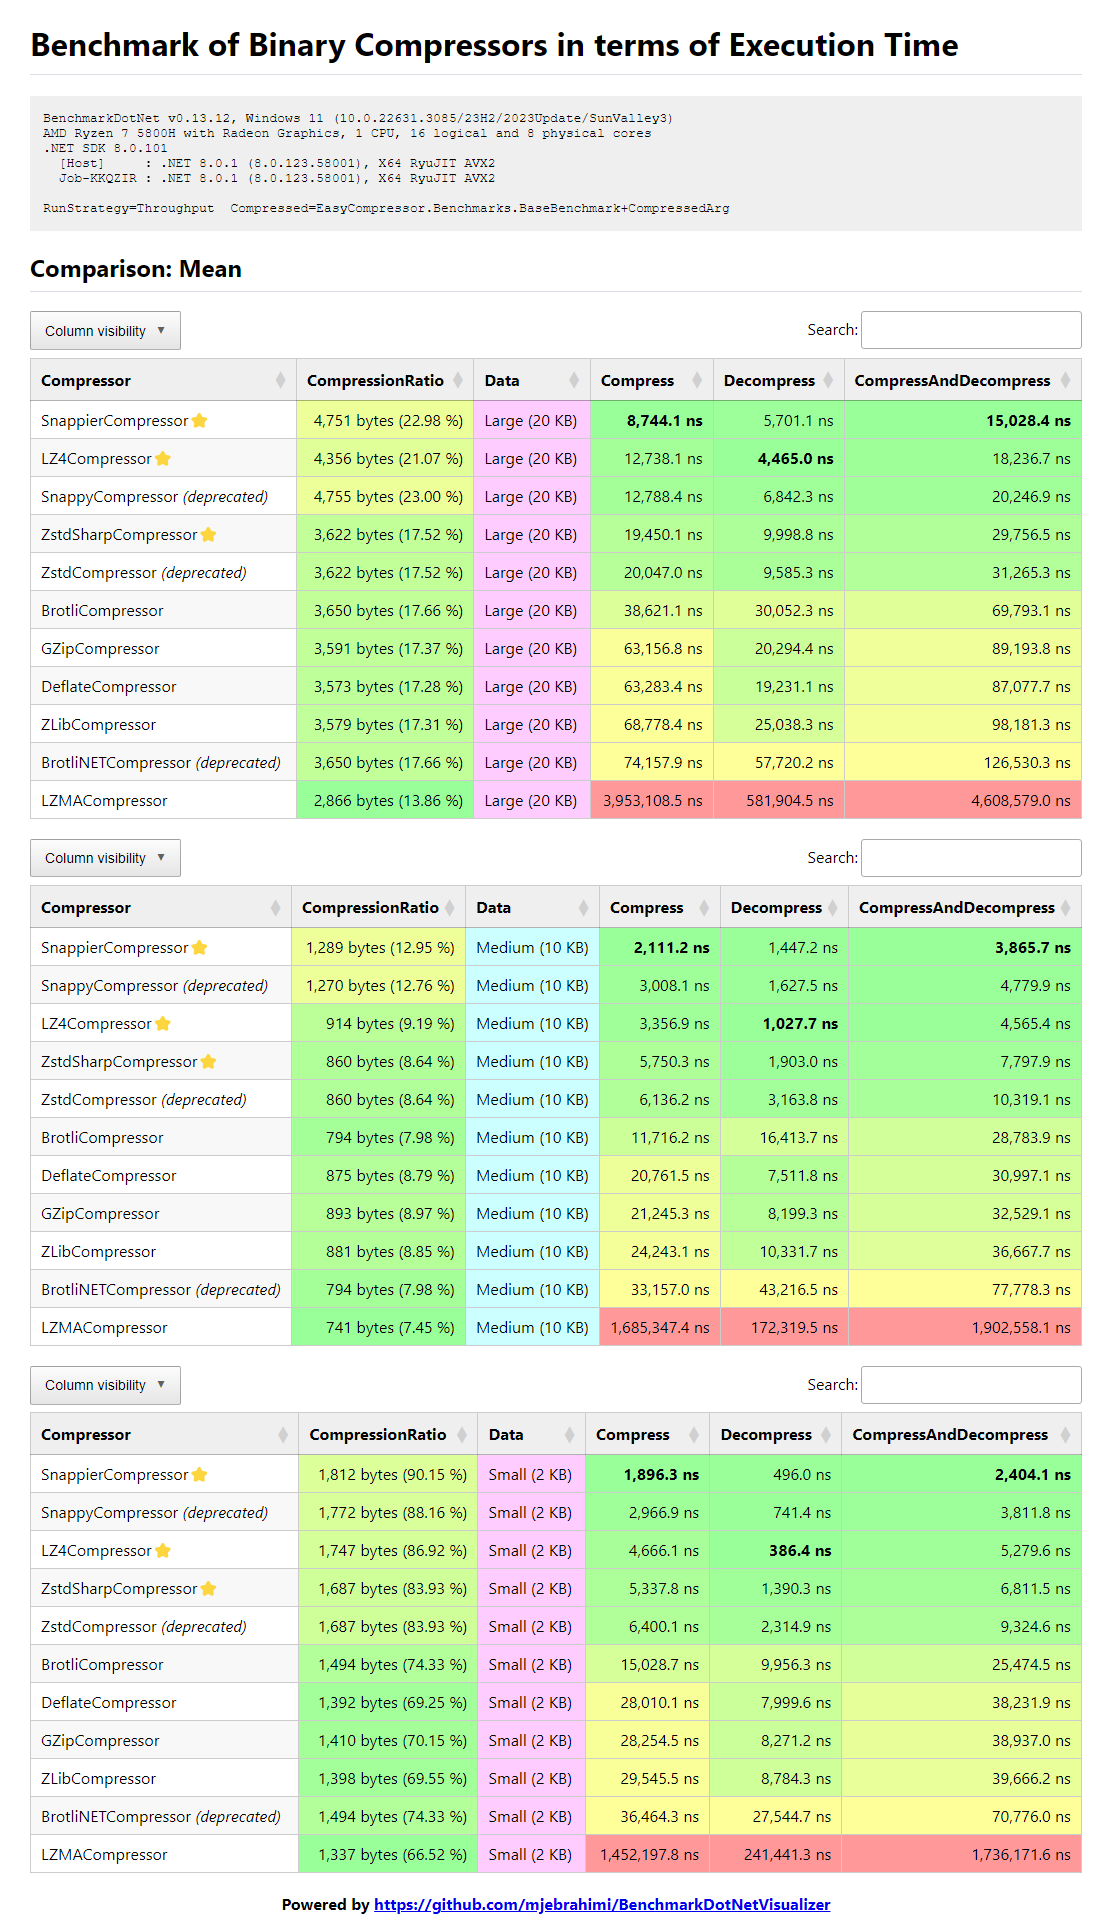 Benchmark of Binary Compressors in terms of Execution Time
BenchmarkDotNet v0.13.12, Windows 11 (10.0.22631.3085/23H2/2023Update/SunValley3)
AMD Ryzen 7 5800H with Radeon Graphics, 1 CPU, 16 logical and 8 physical cores
.NET SDK 8.0.101
[Host]     : .NET 8.0.1 (8.0.123.58001), X64 RyuJIT AVX2
Job-KKQZIR : .NET 8.0.1 (8.0.123.58001), X64 RyuJIT AVX2
RunStrategy=Throughput  Compressed=EasyCompressor.Benchmarks.BaseBenchmark+CompressedArg
Comparison: Mean
Column visibility ▼ Search:
Compressor CompressionRatio Data Compress Decompress CompressAndDecompress
SnappierCompressor⭐ 4,751 bytes (22.98 %) Large (20 KB) 8,744.1 ns 5,701.1 ns 15,028.4 ns
LZ4Compressor⭐ 4,356 bytes (21.07 %) Large (20 KB) 12,738.1 ns 4,465.0 ns 18,236.7 ns
SnappyCompressor (deprecated) 4,755 bytes (23.00 %) Large (20 KB) 12,788.4 ns 6,842.3 ns 20,246.9 ns
ZstdSharpCompressor⭐ 3,622 bytes (17.52 %) Large (20 KB) 19,450.1 ns 9,998.8 ns 29,756.5 ns
ZstdCompressor (deprecated) 3,622 bytes (17.52 %) Large (20 KB) 20,047.0 ns 9,585.3 ns 31,265.3 ns
BrotliCompressor 3,650 bytes (17.66 %) Large (20 KB) 38,621.1 ns 30,052.3 ns 69,793.1 ns
GZipCompressor 3,591 bytes (17.37 %) Large (20 KB) 63,156.8 ns 20,294.4 ns 89,193.8 ns
DeflateCompressor 3,573 bytes (17.28 %) Large (20 KB) 63,283.4 ns 19,231.1 ns 87,077.7 ns
ZLibCompressor 3,579 bytes (17.31 %) Large (20 KB) 68,778.4 ns 25,038.3 ns 98,181.3 ns
BrotliNETCompressor (deprecated) 3,650 bytes (17.66 %) Large (20 KB) 74,157.9 ns 57,720.2 ns 126,530.3 ns
LZMACompressor 2,866 bytes (13.86 %) Large (20 KB) 3,953,108.5 ns 581,904.5 ns 4,608,579.0 ns
Column visibility ▼ Search:
Compressor CompressionRatio Data Compress Decompress CompressAndDecompress
SnappierCompressor⭐ 1,289 bytes (12.95 %) Medium (10 KB) 2,111.2 ns 1,447.2 ns 3,865.7 ns
SnappyCompressor (deprecated) 1,270 bytes (12.76 %) Medium (10 KB) 3,008.1 ns 1,627.5 ns 4,779.9 ns
LZ4Compressor⭐ 914 bytes (9.19 %) Medium (10 KB) 3,356.9 ns 1,027.7 ns 4,565.4 ns
ZstdSharpCompressor⭐ 860 bytes (8.64 %) Medium (10 KB) 5,750.3 ns 1,903.0 ns 7,797.9 ns
ZstdCompressor (deprecated) 860 bytes (8.64 %) Medium (10 KB) 6,136.2 ns 3,163.8 ns 10,319.1 ns
BrotliCompressor 794 bytes (7.98 %) Medium (10 KB) 11,716.2 ns 16,413.7 ns 28,783.9 ns
DeflateCompressor 875 bytes (8.79 %) Medium (10 KB) 20,761.5 ns 7,511.8 ns 30,997.1 ns
GZipCompressor 893 bytes (8.97 %) Medium (10 KB) 21,245.3 ns 8,199.3 ns 32,529.1 ns
ZLibCompressor 881 bytes (8.85 %) Medium (10 KB) 24,243.1 ns 10,331.7 ns 36,667.7 ns
BrotliNETCompressor (deprecated) 794 bytes (7.98 %) Medium (10 KB) 33,157.0 ns 43,216.5 ns 77,778.3 ns
LZMACompressor 741 bytes (7.45 %) Medium (10 KB) 1,685,347.4 ns 172,319.5 ns 1,902,558.1 ns
Column visibility ▼ Search:
Compressor CompressionRatio Data Compress Decompress CompressAndDecompress
SnappierCompressor⭐ 1,812 bytes (90.15 %) Small (2 KB) 1,896.3 ns 496.0 ns 2,404.1 ns
SnappyCompressor (deprecated) 1,772 bytes (88.16 %) Small (2 KB) 2,966.9 ns 741.4 ns 3,811.8 ns
LZ4Compressor⭐ 1,747 bytes (86.92 %) Small (2 KB) 4,666.1 ns 386.4 ns 5,279.6 ns
ZstdSharpCompressor⭐ 1,687 bytes (83.93 %) Small (2 KB) 5,337.8 ns 1,390.3 ns 6,811.5 ns
ZstdCompressor (deprecated) 1,687 bytes (83.93 %) Small (2 KB) 6,400.1 ns 2,314.9 ns 9,324.6 ns
BrotliCompressor 1,494 bytes (74.33 %) Small (2 KB) 15,028.7 ns 9,956.3 ns 25,474.5 ns
DeflateCompressor 1,392 bytes (69.25 %) Small (2 KB) 28,010.1 ns 7,999.6 ns 38,231.9 ns
GZipCompressor 1,410 bytes (70.15 %) Small (2 KB) 28,254.5 ns 8,271.2 ns 38,937.0 ns
ZLibCompressor 1,398 bytes (69.55 %) Small (2 KB) 29,545.5 ns 8,784.3 ns 39,666.2 ns
BrotliNETCompressor (deprecated) 1,494 bytes (74.33 %) Small (2 KB) 36,464.3 ns 27,544.7 ns 70,776.0 ns
LZMACompressor 1,337 bytes (66.52 %) Small (2 KB) 1,452,197.8 ns 241,441.3 ns 1,736,171.6 ns
Powered by https://github.com/mjebrahimi/BenchmarkDotNetVisualizer